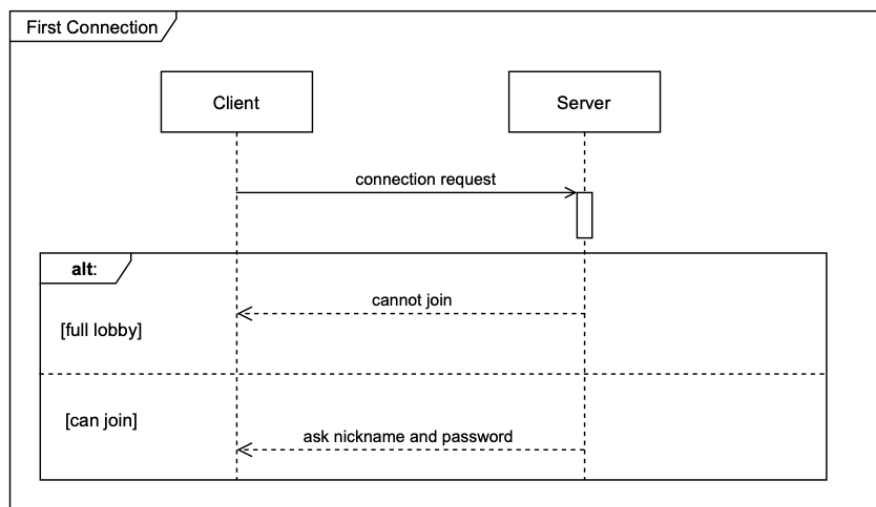 First Connection
Client
Server
connection request
alt:
cannot join
[full lobby]
[can join]
ask nickname and password